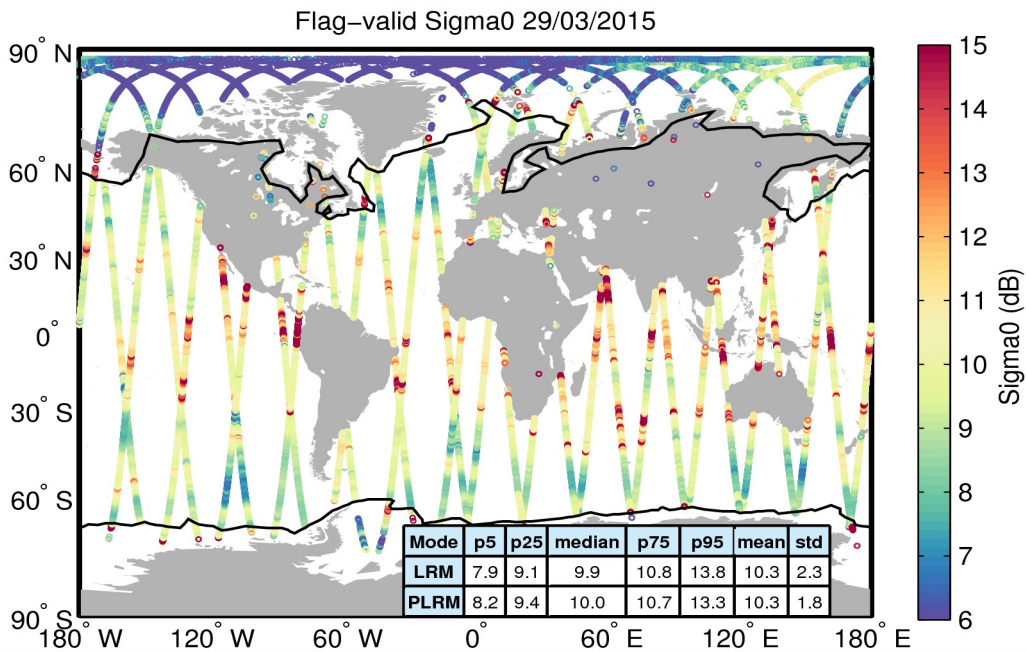 Flag−valid Sigma0 29/03/2015
90° N
60° N
30° N
0°
30° S
60° S
90° S
180° W
120° W
60° W
0°
60° E
120° E
180° E
15
14
13
12
11
10
9
8
7
6
Sigma0 (dB)
Mode p5 p25 median p75 p95 mean std
LRM 7.9 9.1 9.9 10.8 13.8 10.3 2.3
PLRM 8.2 9.4 10.0 10.7 13.3 10.3 1.8